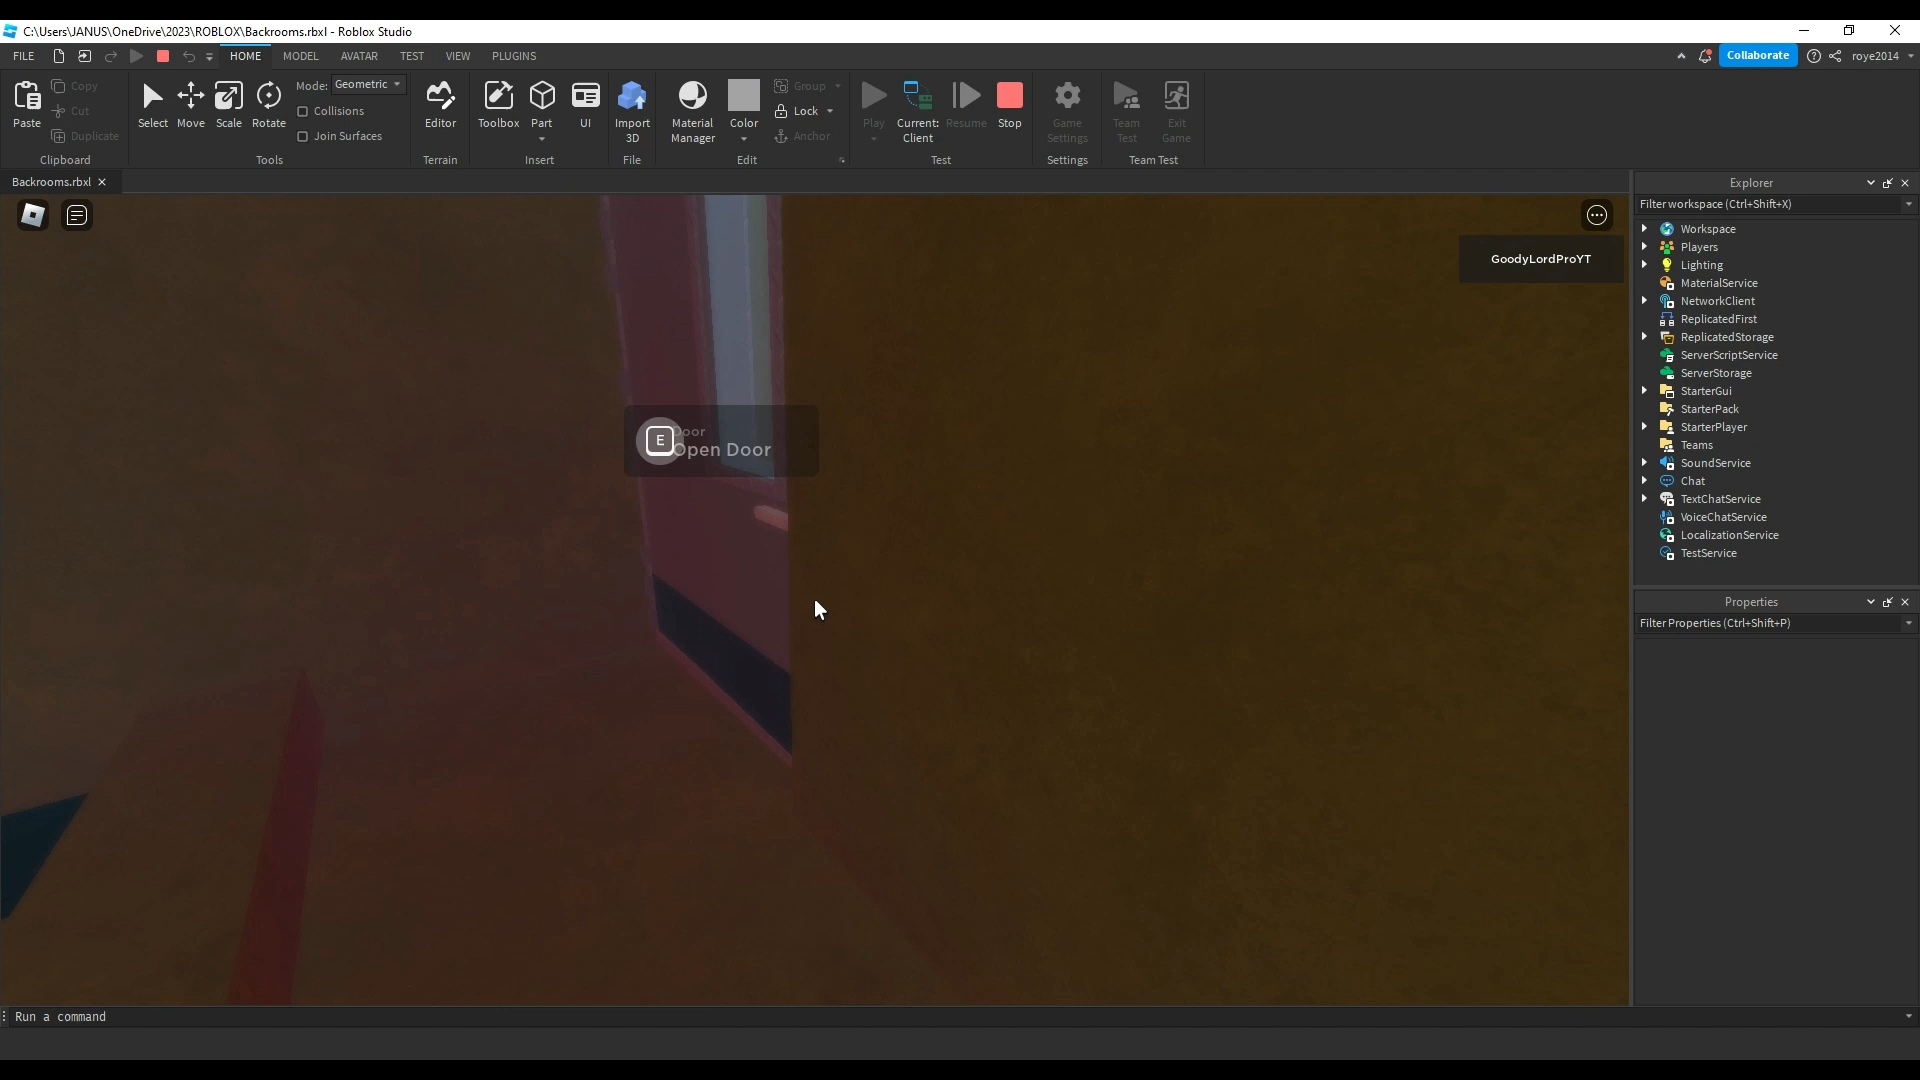 C:\Users\JANUS\OneDrive\2023\ROBLOX\Backrooms.rbxl - Roblox Studio
FILE HOME MODEL AVATAR TEST VIEW PLUGINS Collaborate roye2014
Paste
Copy
Cut
Duplicate
Clipboard
Select
Move
Scale
Rotate
Mode: Geometric
Collisions
Join Surfaces
Tools
Editor
Terrain
Toolbox
Part
UI
Insert
Import
3D
File
Material
Manager
Color
Group
Lock
Anchor
Edit
Play
Current:
Client
Resume
Stop
Test
Game
Settings
Settings
Team
Test
Exit
Game
Team Test
Backrooms.rbxl
GoodyLordProYT
E
Door
Open Door
Explorer
Filter workspace (Ctrl+Shift+X)
Workspace
Players
Lighting
MaterialService
NetworkClient
ReplicatedFirst
ReplicatedStorage
ServerScriptService
ServerStorage
StarterGui
StarterPack
StarterPlayer
Teams
SoundService
Chat
TextChatService
VoiceChatService
LocalizationService
TestService
Properties
Filter Properties (Ctrl+Shift+P)
Run a command